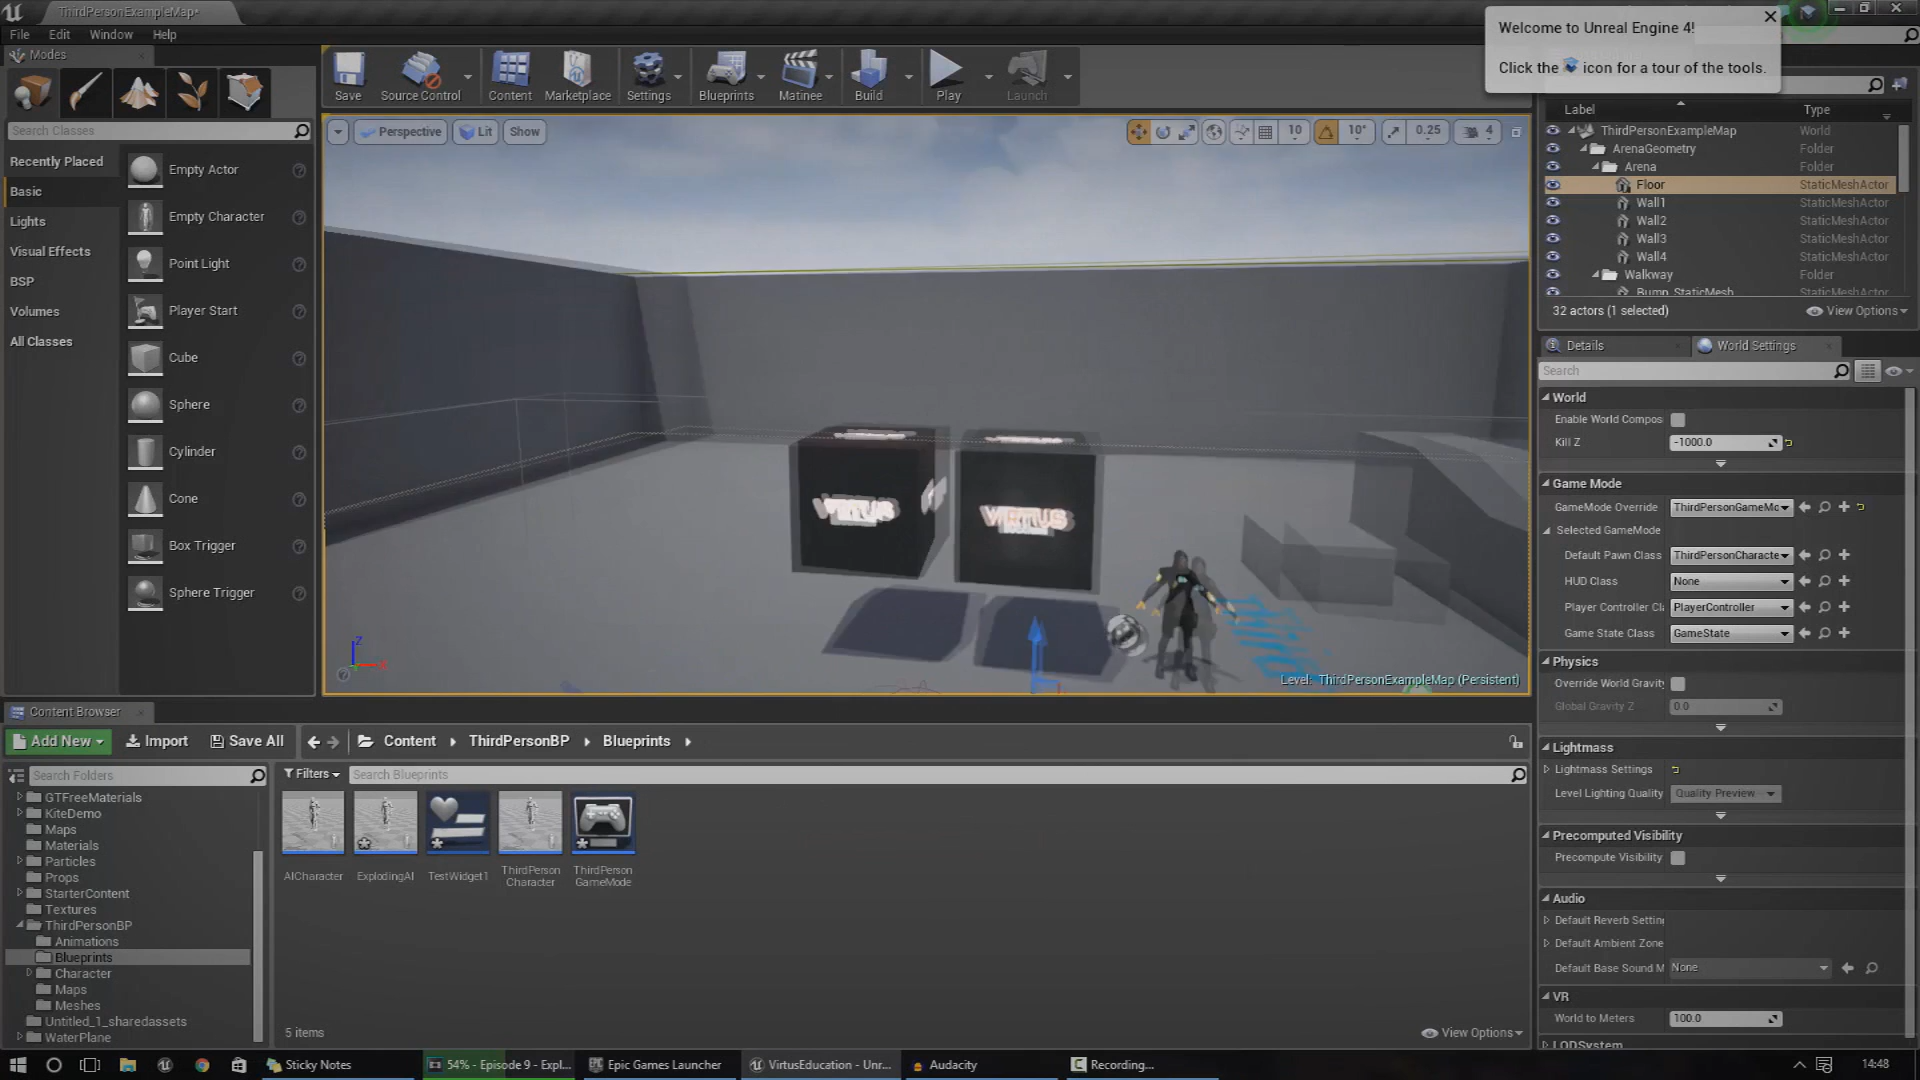 ThirdPersonExampleMap*
File Edit Window Help
Welcome to Unreal Engine 4!
Click the icon for a tour of the tools.
Modes
Save
Source Control
Content
Marketplace
Settings
Blueprints
Matinee
Build
Play
Launch
Search Classes
Recently Placed
Basic
Lights
Visual Effects
BSP
Volumes
All Classes
Empty Actor
Empty Character
Point Light
Player Start
Cube
Sphere
Cylinder
Cone
Box Trigger
Sphere Trigger
Perspective
Lit
Show
10
10°
0.25
4
VIRTUS
VIRTUS
Z
Level: ThirdPersonExampleMap (Persistent)
Label Type
ThirdPersonExampleMap World
ArenaGeometry Folder
Arena Folder
Floor StaticMeshActor
Wall1 StaticMeshActor
Wall2 StaticMeshActor
Wall3 StaticMeshActor
Wall4 StaticMeshActor
Walkway Folder
Bump_StaticMesh StaticMeshActor
32 actors (1 selected)
View Options
Details
World Settings
Search
World
Enable World Compos
Kill Z -1000.0
Game Mode
GameMode Override ThirdPersonGameMo
Selected GameMode
Default Pawn Class ThirdPersonCharacte
HUD Class None
Player Controller Cl PlayerController
Game State Class GameState
Physics
Override World Gravity
Global Gravity Z 0.0
Lightmass
Lightmass Settings
Level Lighting Quality Quality Preview
Precomputed Visibility
Precompute Visibility
Audio
Default Reverb Settin
Default Ambient Zone
Default Base Sound M None
VR
World to Meters 100.0
LODSystem
Content Browser
Add New
Import
Save All
Content
ThirdPersonBP
Blueprints
Search Folders
Filters
Search Blueprints
GTFreeMaterials
KiteDemo
Maps
Materials
Particles
Props
StarterContent
Textures
ThirdPersonBP
Animations
Blueprints
Character
Maps
Meshes
Untitled_1_sharedassets
WaterPlane
AICharacter
ExplodingAI
TestWidget1
ThirdPerson
Character
ThirdPerson
GameMode
5 items
View Options
Sticky Notes
54% - Episode 9 - Expl...
Epic Games Launcher
VirtusEducation - Unr...
Audacity
Recording...
14:48